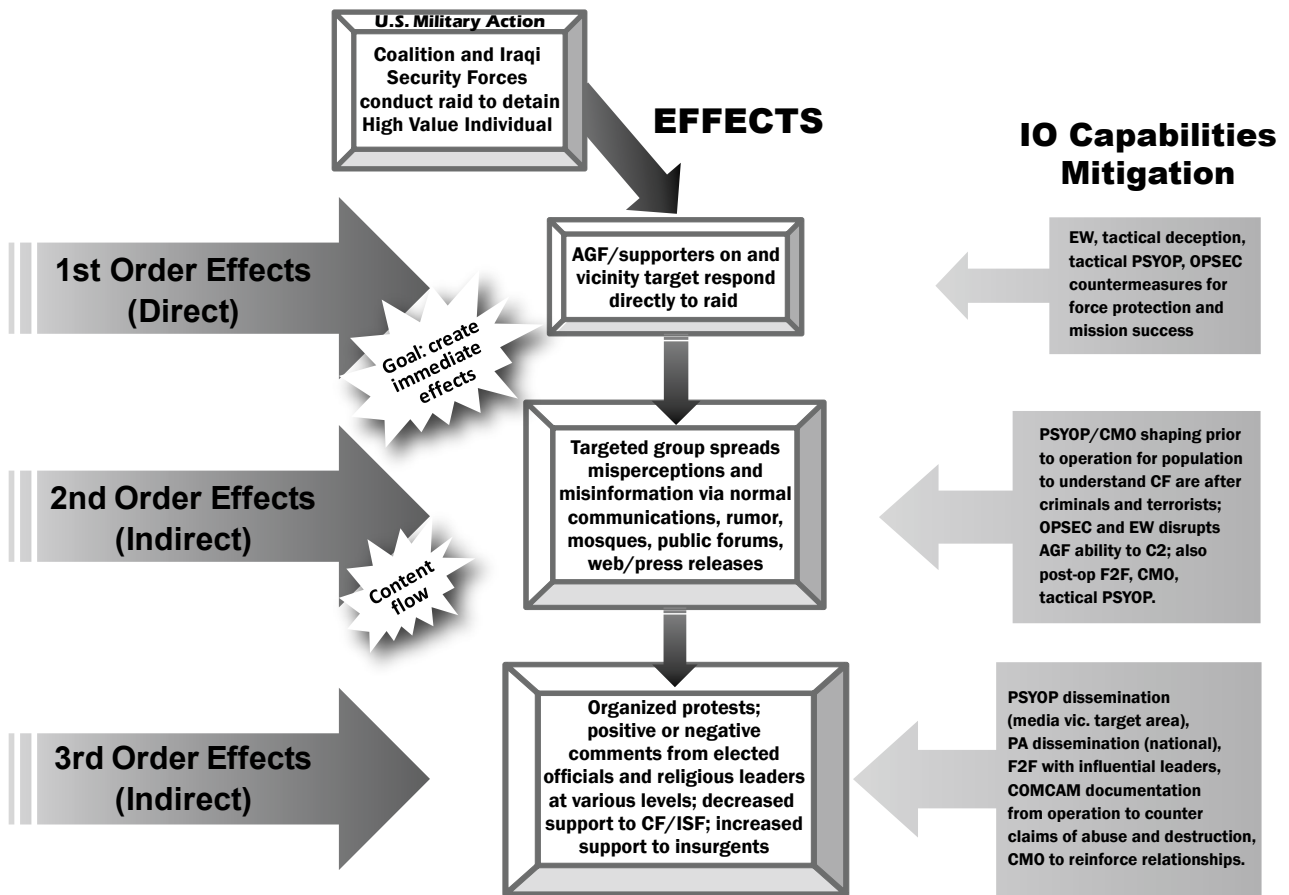 U.S. Military Action
Coalition and Iraqi
Security Forces
conduct raid to detain
High Value Individual
EFFECTS
IO Capabilities
Mitigation
1st Order Effects
(Direct)
Goal: create
immediate
effects
AGF/supporters on and
vicinity target respond
directly to raid
EW, tactical deception,
tactical PSYOP, OPSEC
countermeasures for
force protection and
mission success
2nd Order Effects
(Indirect)
Content
flow
Targeted group spreads
misperceptions and
misinformation via normal
communications, rumor,
mosques, public forums,
web/press releases
PSYOP/CMO shaping prior
to operation for population
to understand CF are after
criminals and terrorists;
OPSEC and EW disrupts
AGF ability to C2; also
post-op F2F, CMO,
tactical PSYOP.
3rd Order Effects
(Indirect)
Organized protests;
positive or negative
comments from elected
officials and religious leaders
at various levels; decreased
support to CF/ISF; increased
support to insurgents
PSYOP dissemination
(media vic. target area),
PA dissemination (national),
F2F with influential leaders,
COMCAM documentation
from operation to counter
claims of abuse and destruction,
CMO to reinforce relationships.